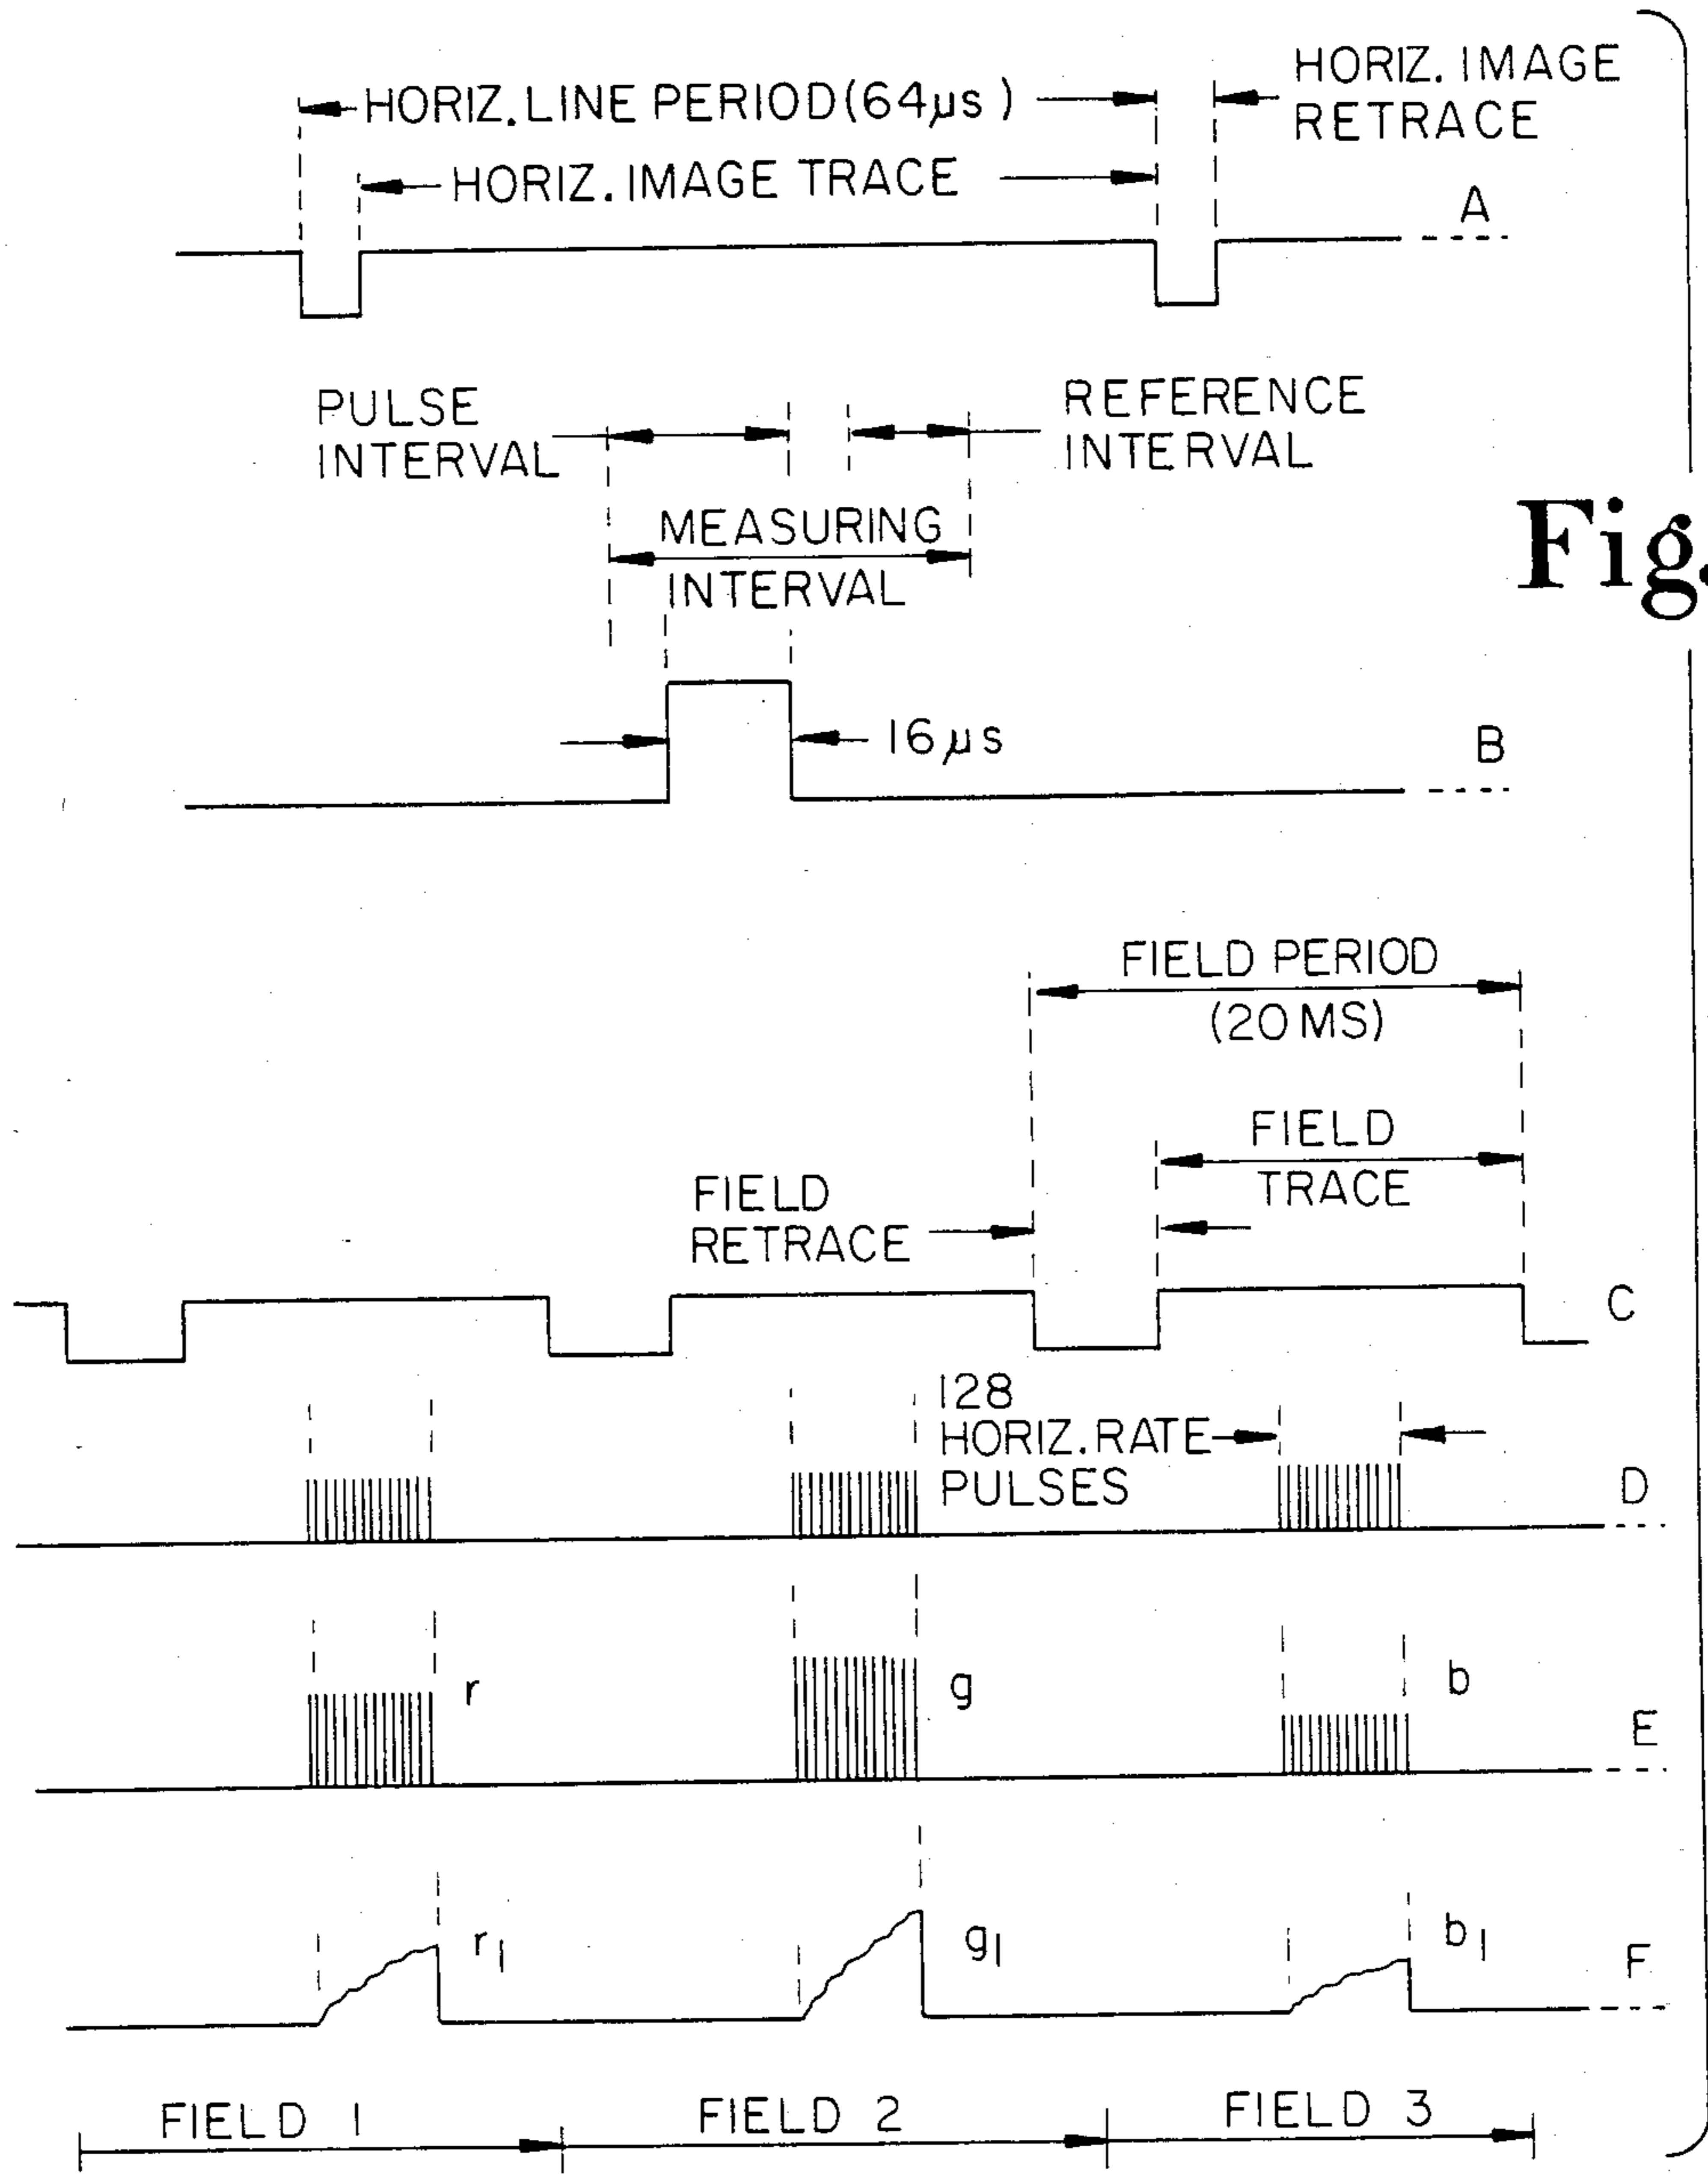 HORIZ. LINE PERIOD (64µs)
HORIZ. IMAGE
RETRACE
HORIZ. IMAGE TRACE
A
PULSE
INTERVAL
REFERENCE
INTERVAL
MEASURING
INTERVAL
Fig.
16µs
B
FIELD PERIOD
(20 MS)
FIELD
TRACE
FIELD
RETRACE
C
128
HORIZ. RATE
PULSES
D
r
g
b
E
r1
g1
b1
F
FIELD 1
FIELD 2
FIELD 3